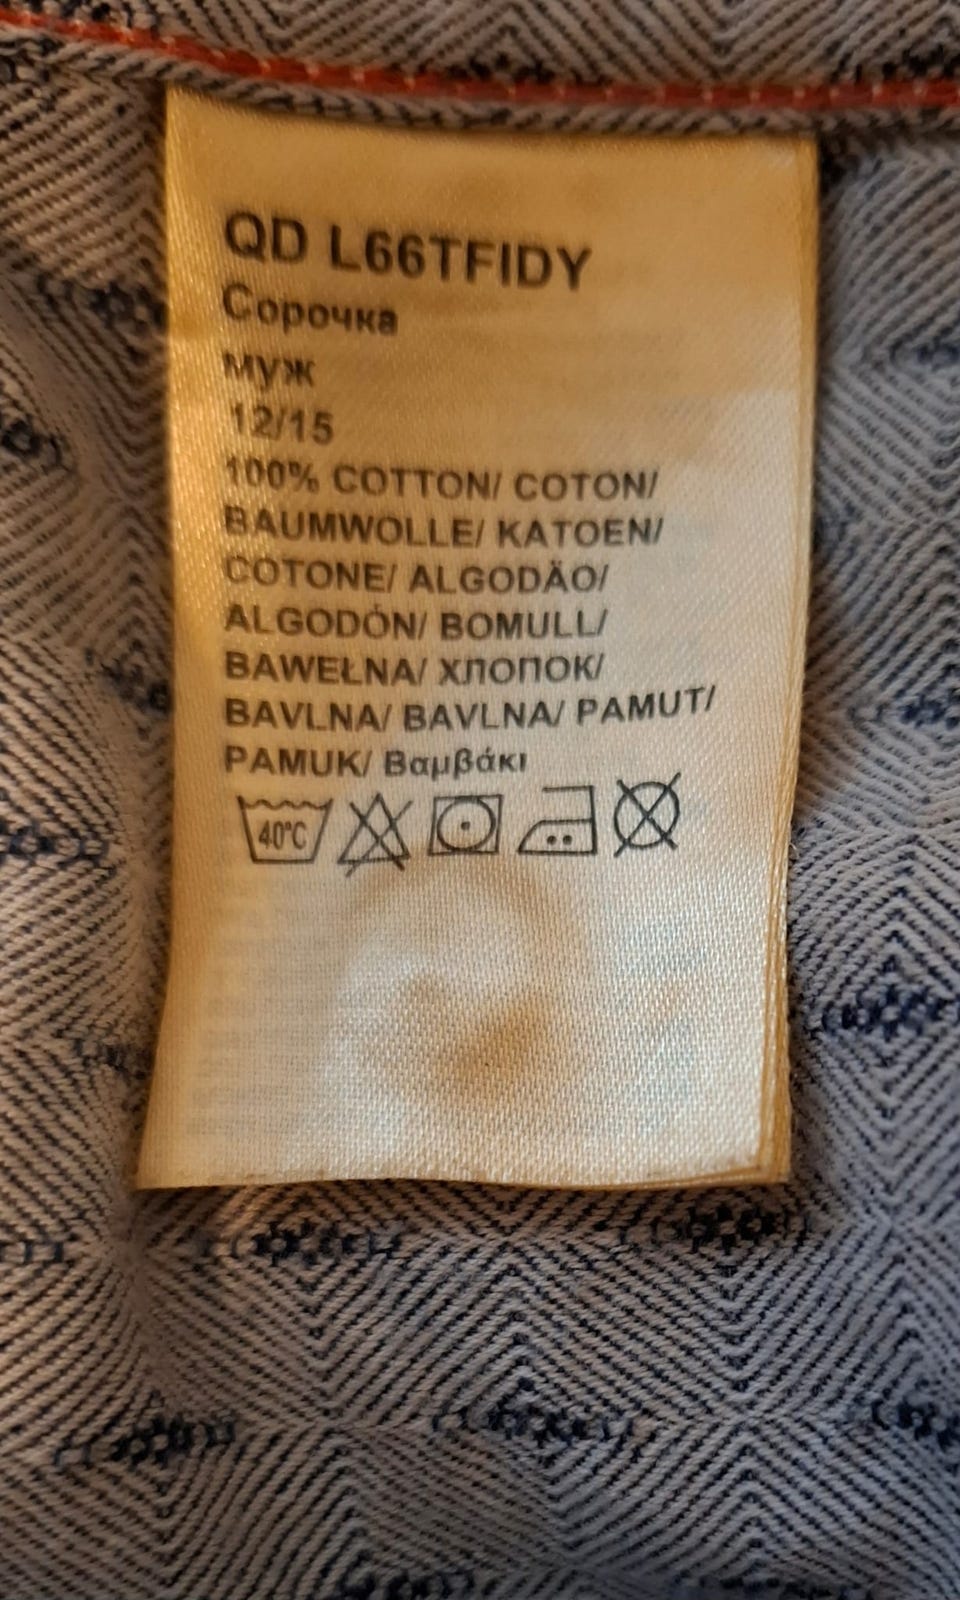 QD L66TFIDY
Сорочка
муж
12/15
100% COTTON/ COTON/
BAUMWOLLE/ KATOEN/
COTONE/ ALGODÄO/
ALGODÓN/ BOMULL/
BAWEŁNA/ ХЛОПОК/
BAVLNA/ BAVLNA/ PAMUT/
PAMUK/ Βαμβάκι
40°C